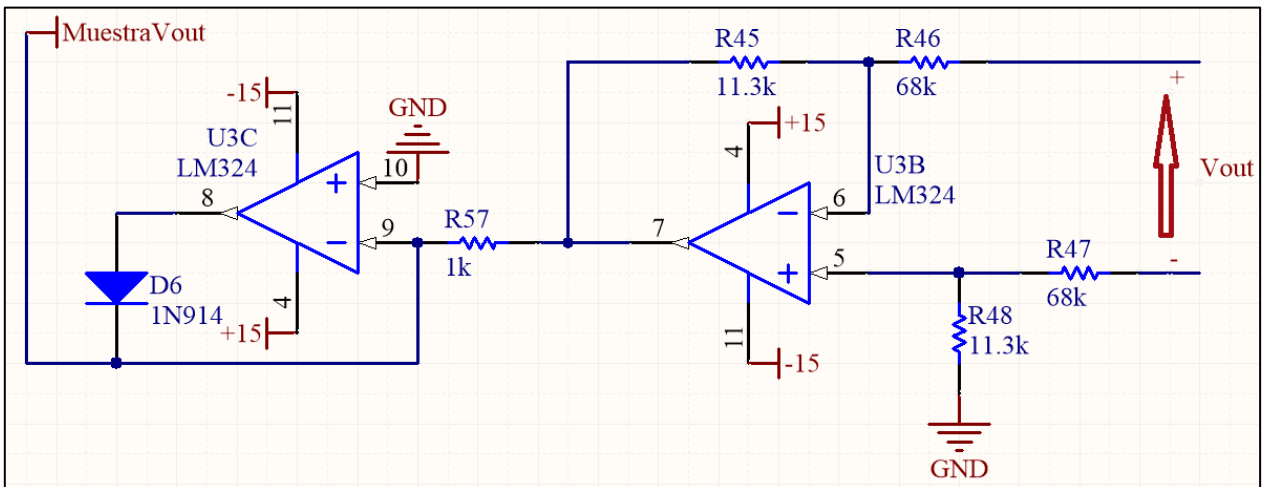 MuestraVout
-15
11
U3C
LM324
GND
10
8
9
4
+15
D6
1N914
R57
1k
R45
11.3k
R46
68k
+15
4
U3B
LM324
6
7
5
11
-15
R47
68k
R48
11.3k
GND
+
Vout
-